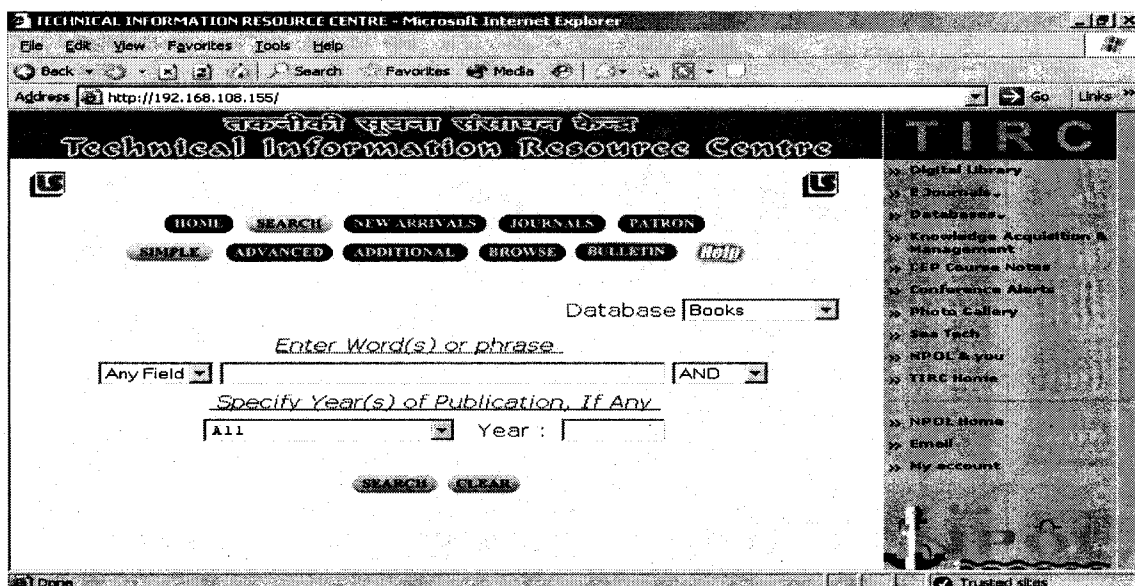 TECHNICAL INFORMATION RESOURCE CENTRE - Microsoft Internet Explorer
File Edit View Favorites Tools Help
Back Search Favorites Media
Address http://192.168.108.155/ Go Links »
तकनीकी सूचना संसाधन केन्द्र
Technical Information Resource Centre
TIRC
LS LS
HOME SEARCH NEW ARRIVALS JOURNALS PATRON
SIMPLE ADVANCED ADDITIONAL BROWSE BULLETIN Help
Database Books
Enter Word(s) or phrase
Any Field AND
Specify Year(s) of Publication, If Any
All Year :
SEARCH CLEAR
» Digital Library
» E Journals
» Databases
» Knowledge Acquisition & Management
» CEP Course Notes
» Conference Alerts
» Photo Gallery
» Sea Tech
» NPOL & you
» TIRC Home
» NPOL Home
» Email
» My account
Done Trusted sites